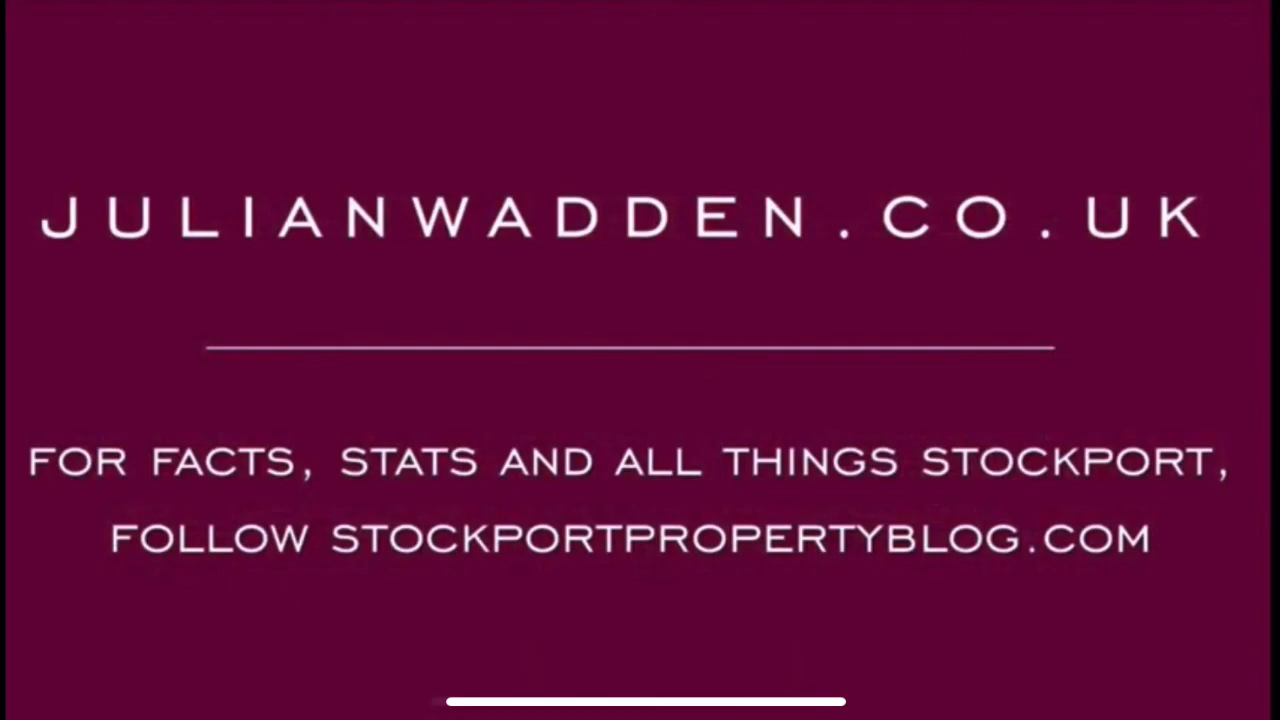 JULIANWADDEN.CO.UK
FOR FACTS, STATS AND ALL THINGS STOCKPORT,
FOLLOW STOCKPORTPROPERTYBLOG.COM